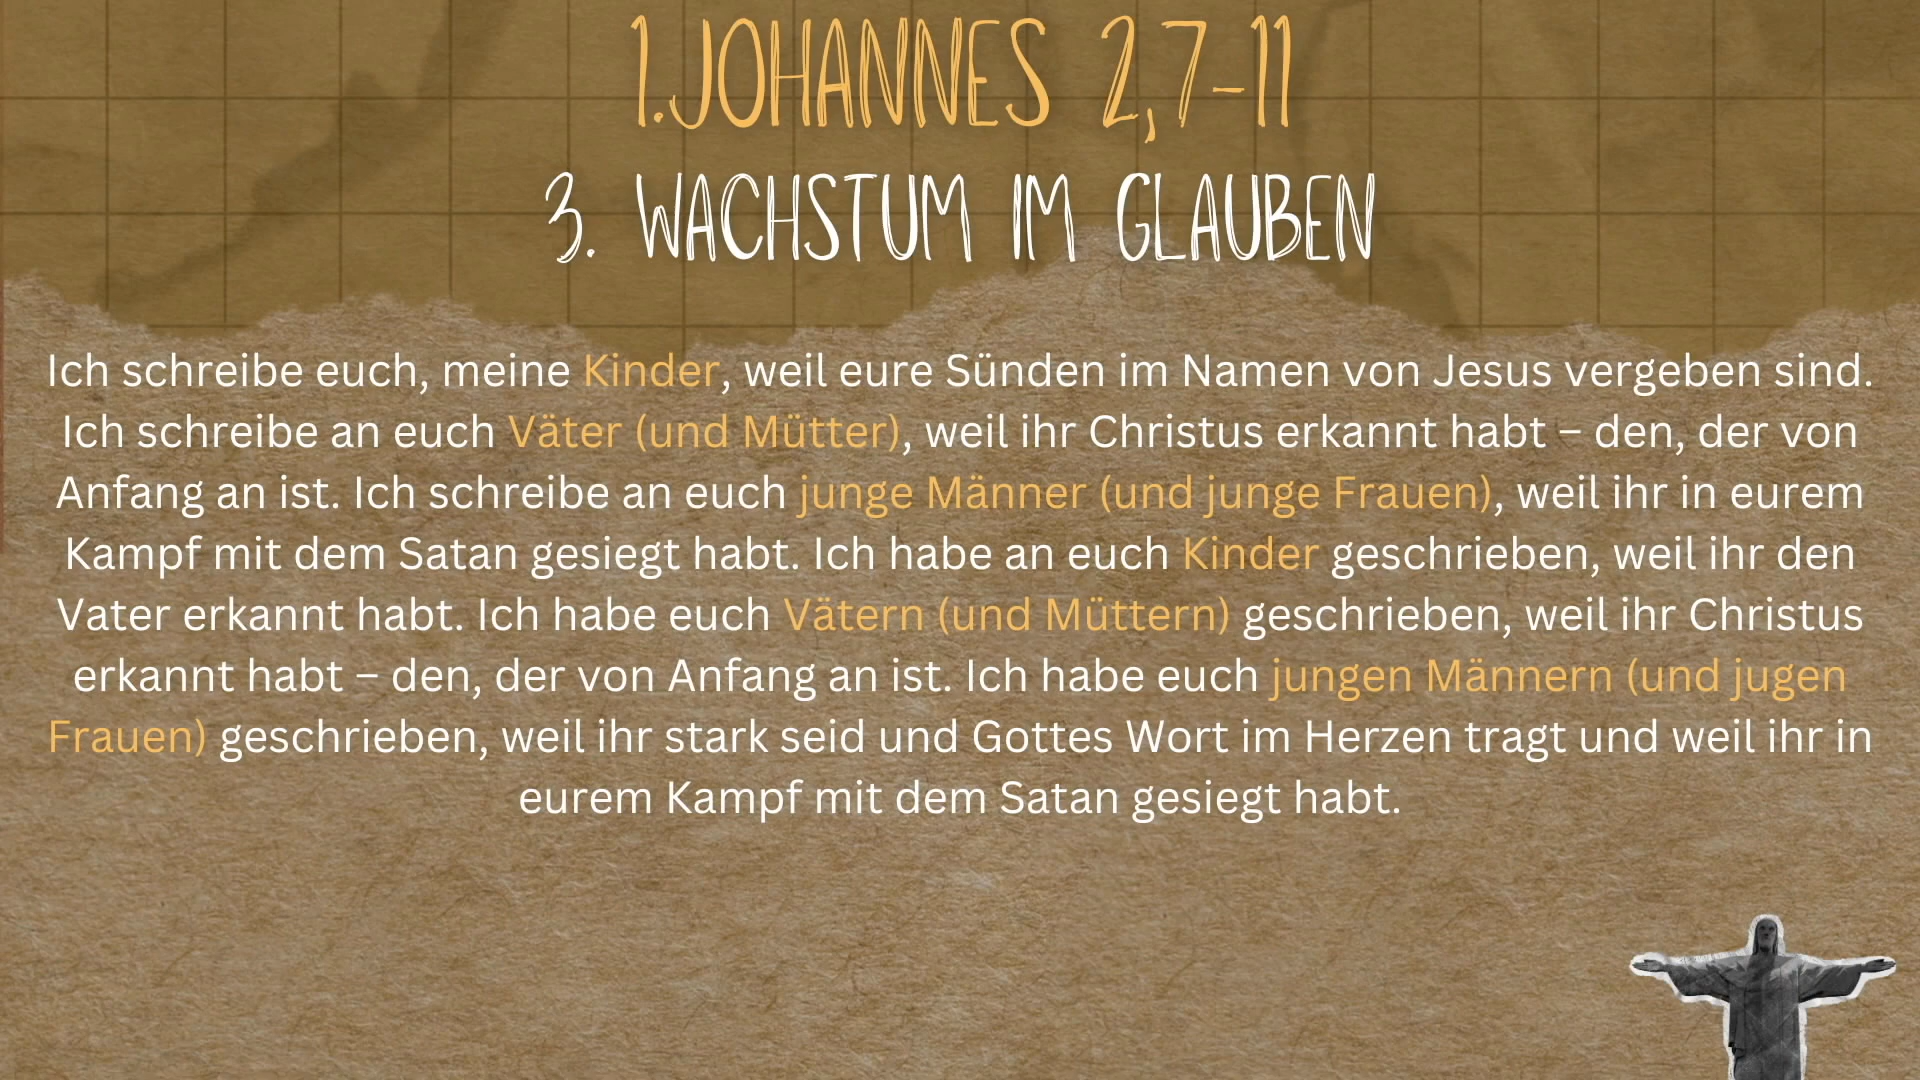 1.JOHANNES 2,7-11
3. WACHSTUM IM GLAUBEN
Ich schreibe euch, meine Kinder, weil eure Sünden im Namen von Jesus vergeben sind.
Ich schreibe an euch Väter (und Mütter), weil ihr Christus erkannt habt – den, der von
Anfang an ist. Ich schreibe an euch junge Männer (und junge Frauen), weil ihr in eurem
Kampf mit dem Satan gesiegt habt. Ich habe an euch Kinder geschrieben, weil ihr den
Vater erkannt habt. Ich habe euch Vätern (und Müttern) geschrieben, weil ihr Christus
erkannt habt – den, der von Anfang an ist. Ich habe euch jungen Männern (und jugen
Frauen) geschrieben, weil ihr stark seid und Gottes Wort im Herzen tragt und weil ihr in
eurem Kampf mit dem Satan gesiegt habt.